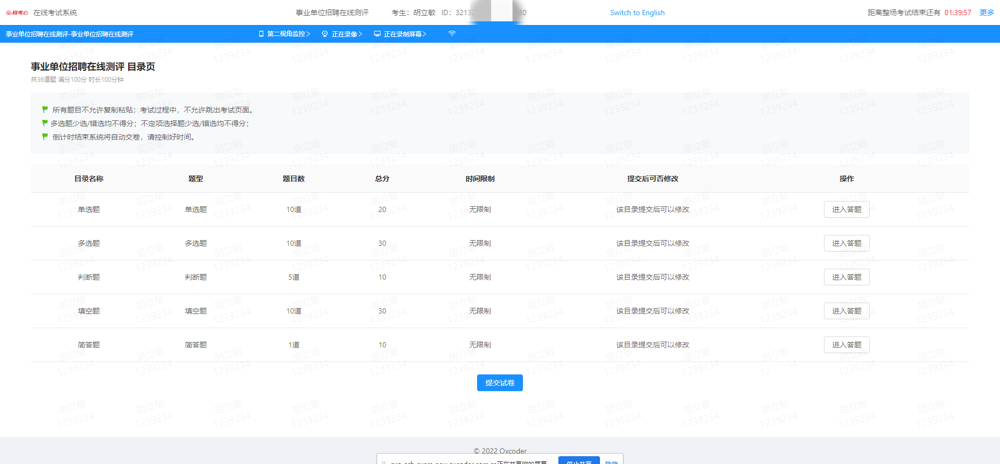 招考云 在线考试系统 事业单位招聘在线测评 考生：胡立敏 ID：32132 30 Switch to English 距离整场考试结束还有 01:39:57 更多
事业单位招聘在线测评-事业单位招聘在线测评 第二视角监控> 正在录像> 正在录制屏幕>
事业单位招聘在线测评 目录页
共36道题 满分100分 时长100分钟
所有题目不允许复制粘贴；考试过程中，不允许跳出考试页面。
多选题少选/错选均不得分；不定项选择题少选/错选均不得分；
倒计时结束系统将自动交卷，请控制好时间。
目录名称 题型 题目数 总分 时间限制 提交后可否修改 操作
单选题 单选题 10道 20 无限制 该目录提交后可以修改 进入答题
多选题 多选题 10道 30 无限制 该目录提交后可以修改 进入答题
判断题 判断题 5道 10 无限制 该目录提交后可以修改 进入答题
填空题 填空题 10道 30 无限制 该目录提交后可以修改 进入答题
简答题 简答题 1道 10 无限制 该目录提交后可以修改 进入答题
提交试卷
胡立敏
1239234
© 2022 Oxcoder
正在共享您的屏幕 停止共享 隐藏